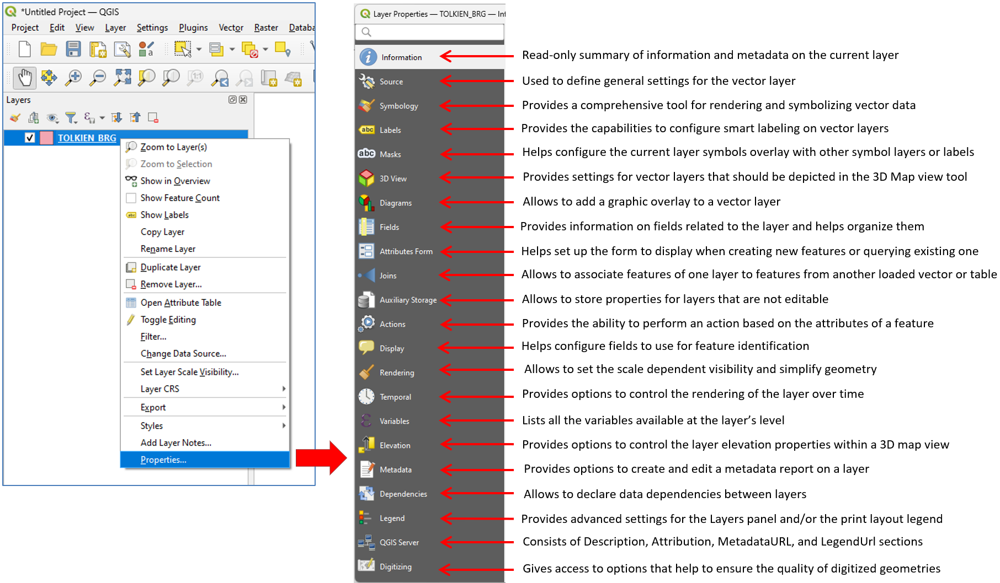 *Untitled Project — QGIS
Project Edit View Layer Settings Plugins Vector Raster Databa
a
1:1
Layers
ε
TOLKIEN_BRG
Zoom to Layer(s)
Zoom to Selection
Show in Overview
Show Feature Count
abc Show Labels
Copy Layer
Rename Layer
Duplicate Layer
Remove Layer...
Open Attribute Table
Toggle Editing
Filter...
Change Data Source...
Set Layer Scale Visibility...
Layer CRS
Export
Styles
Add Layer Notes...
Properties...
Layer Properties — TOLKIEN_BRG — Inf
i Information Read-only summary of information and metadata on the current layer
Source Used to define general settings for the vector layer
Symbology Provides a comprehensive tool for rendering and symbolizing vector data
abc Labels Provides the capabilities to configure smart labeling on vector layers
abc Masks Helps configure the current layer symbols overlay with other symbol layers or labels
3D View Provides settings for vector layers that should be depicted in the 3D Map view tool
Diagrams Allows to add a graphic overlay to a vector layer
Fields Provides information on fields related to the layer and helps organize them
Attributes Form Helps set up the form to display when creating new features or querying existing one
Joins Allows to associate features of one layer to features from another loaded vector or table
Auxiliary Storage Allows to store properties for layers that are not editable
Actions Provides the ability to perform an action based on the attributes of a feature
Display Helps configure fields to use for feature identification
Rendering Allows to set the scale dependent visibility and simplify geometry
Temporal Provides options to control the rendering of the layer over time
ε Variables Lists all the variables available at the layer’s level
Elevation Provides options to control the layer elevation properties within a 3D map view
Metadata Provides options to create and edit a metadata report on a layer
Dependencies Allows to declare data dependencies between layers
Legend Provides advanced settings for the Layers panel and/or the print layout legend
QGIS Server Consists of Description, Attribution, MetadataURL, and LegendUrl sections
Digitizing Gives access to options that help to ensure the quality of digitized geometries